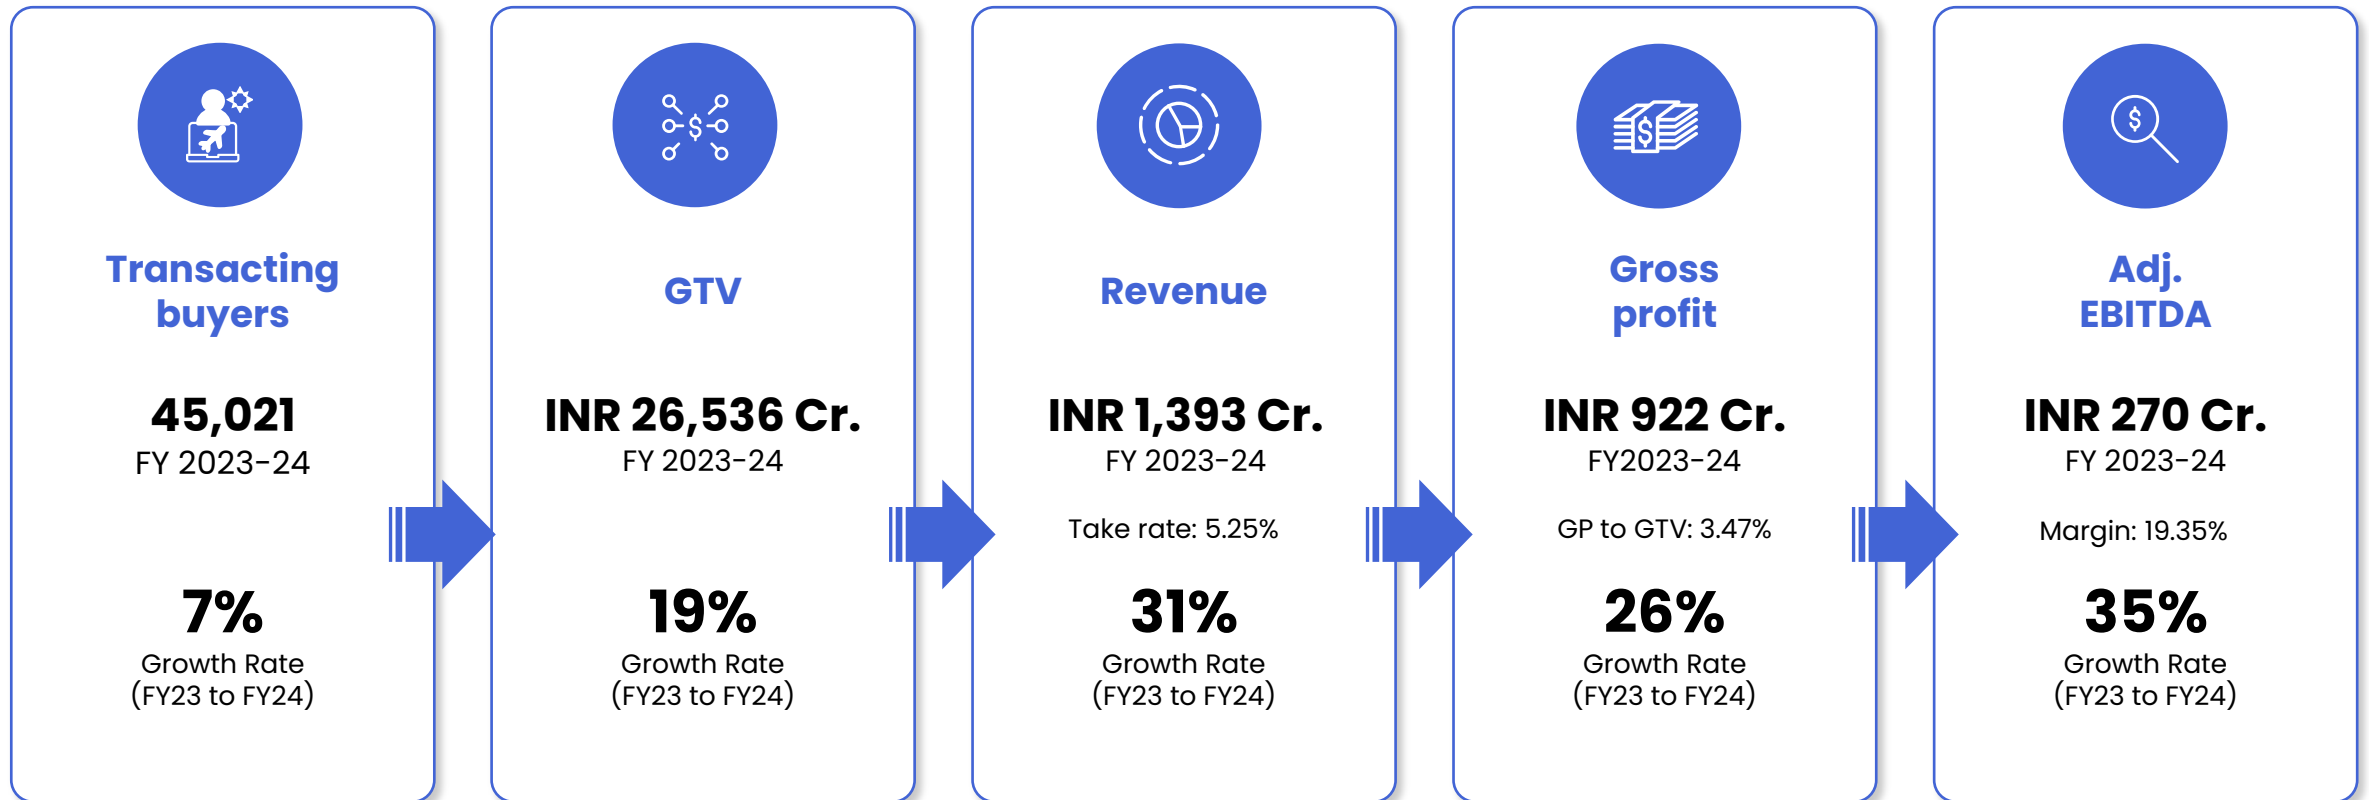 Transacting
buyers
45,021
FY 2023-24
7%
Growth Rate
(FY23 to FY24)
GTV
INR 26,536 Cr.
FY 2023-24
19%
Growth Rate
(FY23 to FY24)
Revenue
INR 1,393 Cr.
FY 2023-24
Take rate: 5.25%
31%
Growth Rate
(FY23 to FY24)
Gross
profit
INR 922 Cr.
FY2023-24
GP to GTV: 3.47%
26%
Growth Rate
(FY23 to FY24)
Adj.
EBITDA
INR 270 Cr.
FY 2023-24
Margin: 19.35%
35%
Growth Rate
(FY23 to FY24)